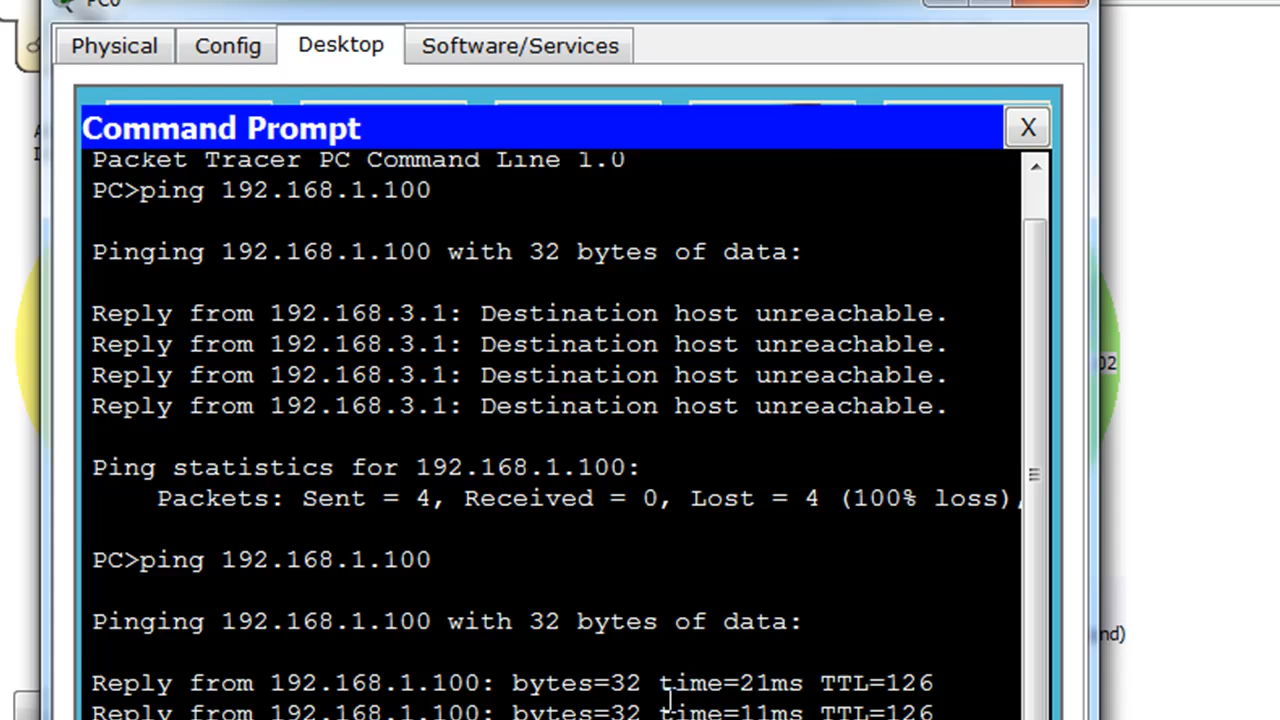 PC0
Physical Config Desktop Software/Services
Command Prompt X
Packet Tracer PC Command Line 1.0
PC>ping 192.168.1.100
Pinging 192.168.1.100 with 32 bytes of data:
Reply from 192.168.3.1: Destination host unreachable.
Reply from 192.168.3.1: Destination host unreachable.
Reply from 192.168.3.1: Destination host unreachable.
02
Reply from 192.168.3.1: Destination host unreachable.
Ping statistics for 192.168.1.100:
Packets: Sent = 4, Received = 0, Lost = 4 (100% loss),
PC>ping 192.168.1.100
Pinging 192.168.1.100 with 32 bytes of data:
nd)
Reply from 192.168.1.100: bytes=32 time=21ms TTL=126
Reply from 192.168.1.100: bytes=32 time=11ms TTL=126